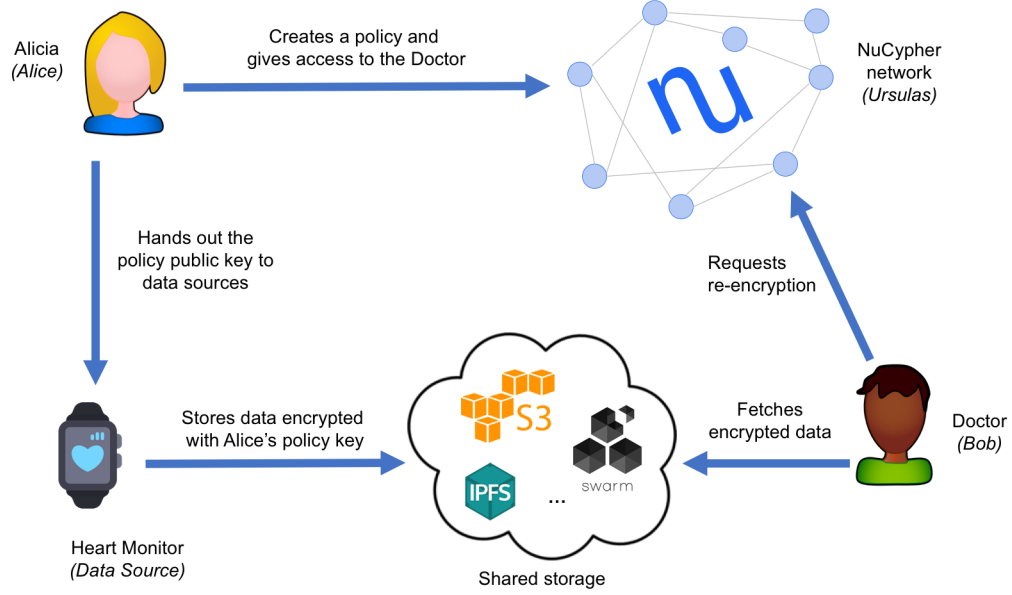 Alicia
(Alice)
Creates a policy and
gives access to the Doctor
nu
NuCypher
network
(Ursulas)
Hands out the
policy public key to
data sources
Requests
re-encryption
Stores data encrypted
with Alice's policy key
S3
swarm
IPFS
...
Fetches
encrypted data
Doctor
(Bob)
Heart Monitor
(Data Source)
Shared storage